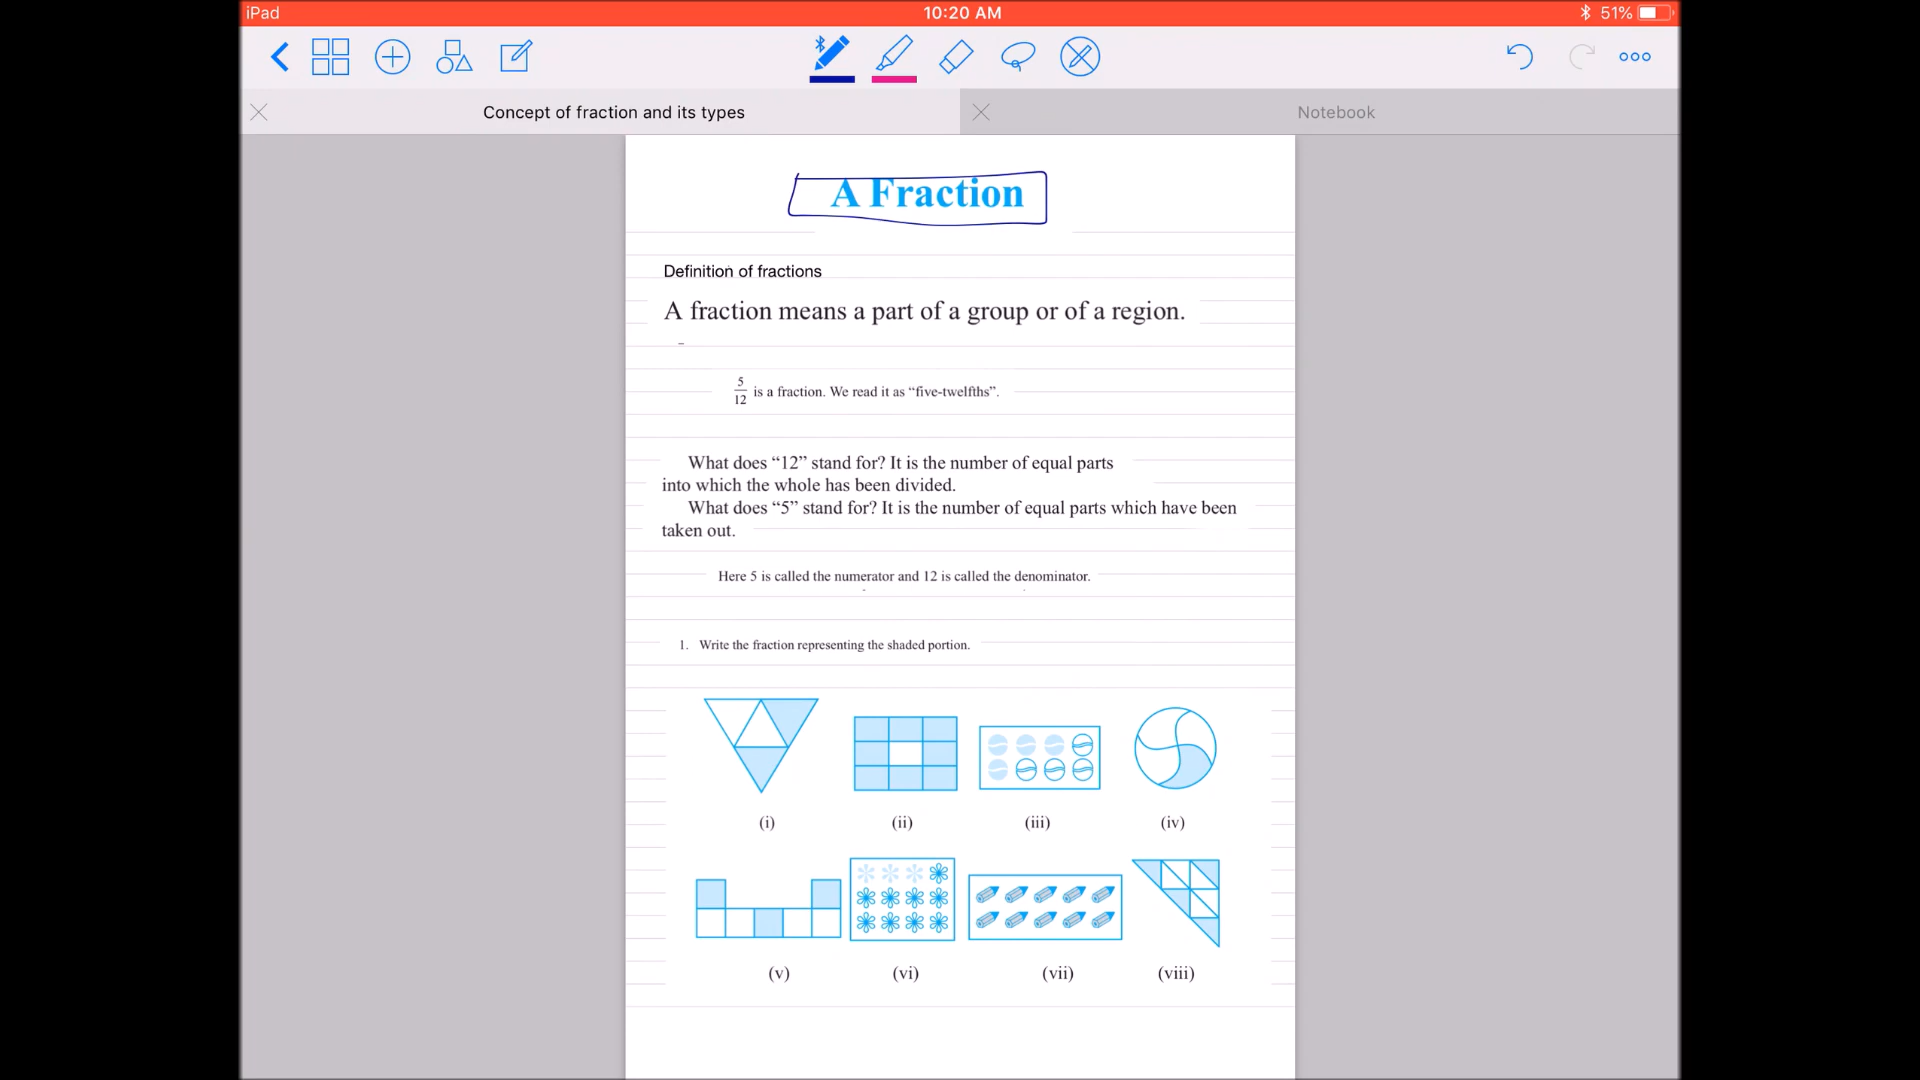 iPad
10:20 AM
51%
Concept of fraction and its types
Notebook
A Fraction
Definition of fractions
A fraction means a part of a group or of a region.
5/12 is a fraction. We read it as “five-twelfths”.
What does “12” stand for? It is the number of equal parts
into which the whole has been divided.
What does “5” stand for? It is the number of equal parts which have been
taken out.
Here 5 is called the numerator and 12 is called the denominator.
1. Write the fraction representing the shaded portion.
(i) (ii) (iii) (iv)
(v) (vi) (vii) (viii)